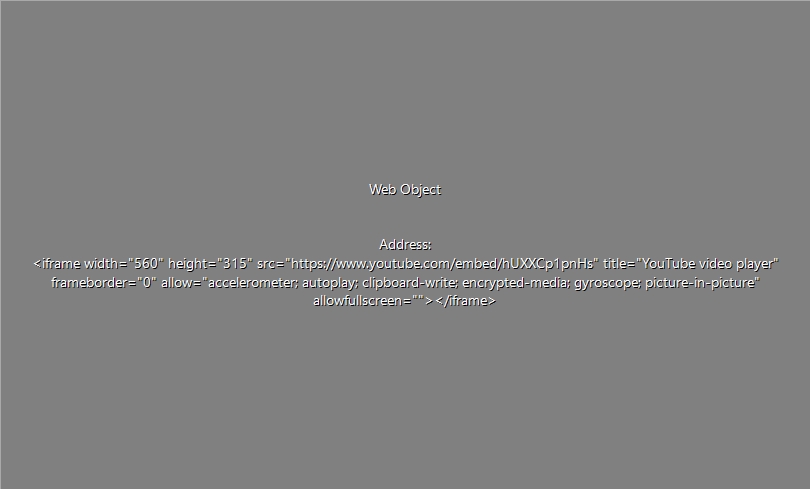 Web Object
Address:
<iframe width="560" height="315" src="https://www.youtube.com/embed/hUXXCp1pnHs" title="YouTube video player"
frameborder="0" allow="accelerometer; autoplay; clipboard-write; encrypted-media; gyroscope; picture-in-picture"
allowfullscreen=""></iframe>